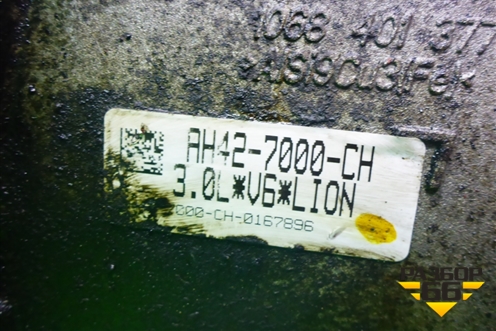 1068 401 377
>AlSi9Cu3(Fe)<
AH42-7000-CH
3.0L*V6*LION
000-CH-0167896
РАЗБОР
66